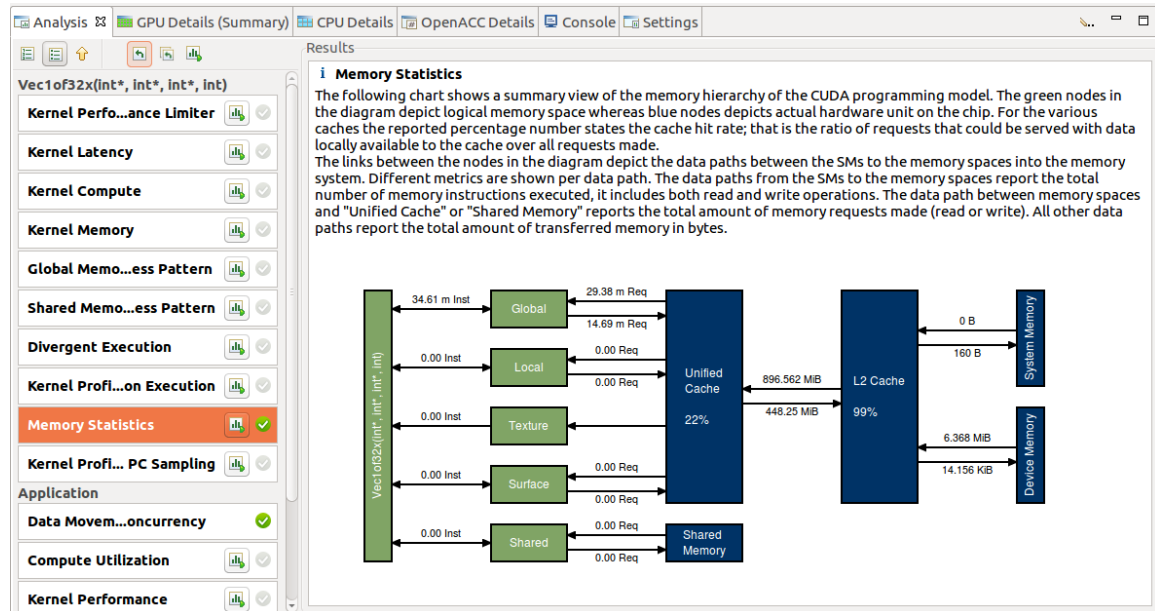 Analysis GPU Details (Summary) CPU Details OpenACC Details Console Settings
Results
Vec1of32x(int*, int*, int*, int)
Kernel Perfo...ance Limiter
Kernel Latency
Kernel Compute
Kernel Memory
Global Memo...ess Pattern
Shared Memo...ess Pattern
Divergent Execution
Kernel Profi...on Execution
Memory Statistics
Kernel Profi... PC Sampling
Application
Data Movem...oncurrency
Compute Utilization
Kernel Performance
i Memory Statistics
The following chart shows a summary view of the memory hierarchy of the CUDA programming model. The green nodes in
the diagram depict logical memory space whereas blue nodes depicts actual hardware unit on the chip. For the various
caches the reported percentage number states the cache hit rate; that is the ratio of requests that could be served with data
locally available to the cache over all requests made.
The links between the nodes in the diagram depict the data paths between the SMs to the memory spaces into the memory
system. Different metrics are shown per data path. The data paths from the SMs to the memory spaces report the total
number of memory instructions executed, it includes both read and write operations. The data path between memory spaces
and "Unified Cache" or "Shared Memory" reports the total amount of memory requests made (read or write). All other data
paths report the total amount of transferred memory in bytes.
Vec1of32x(int*, int*, int*, int)
34.61 m Inst
Global
29.38 m Req
14.69 m Req
0.00 Inst
Local
0.00 Req
0.00 Req
0.00 Inst
Texture
0.00 Inst
Surface
0.00 Req
0.00 Req
0.00 Inst
Shared
0.00 Req
0.00 Req
Unified
Cache
22%
Shared
Memory
896.562 MiB
448.25 MiB
L2 Cache
99%
0 B
160 B
System Memory
6.368 MiB
14.156 KiB
Device Memory